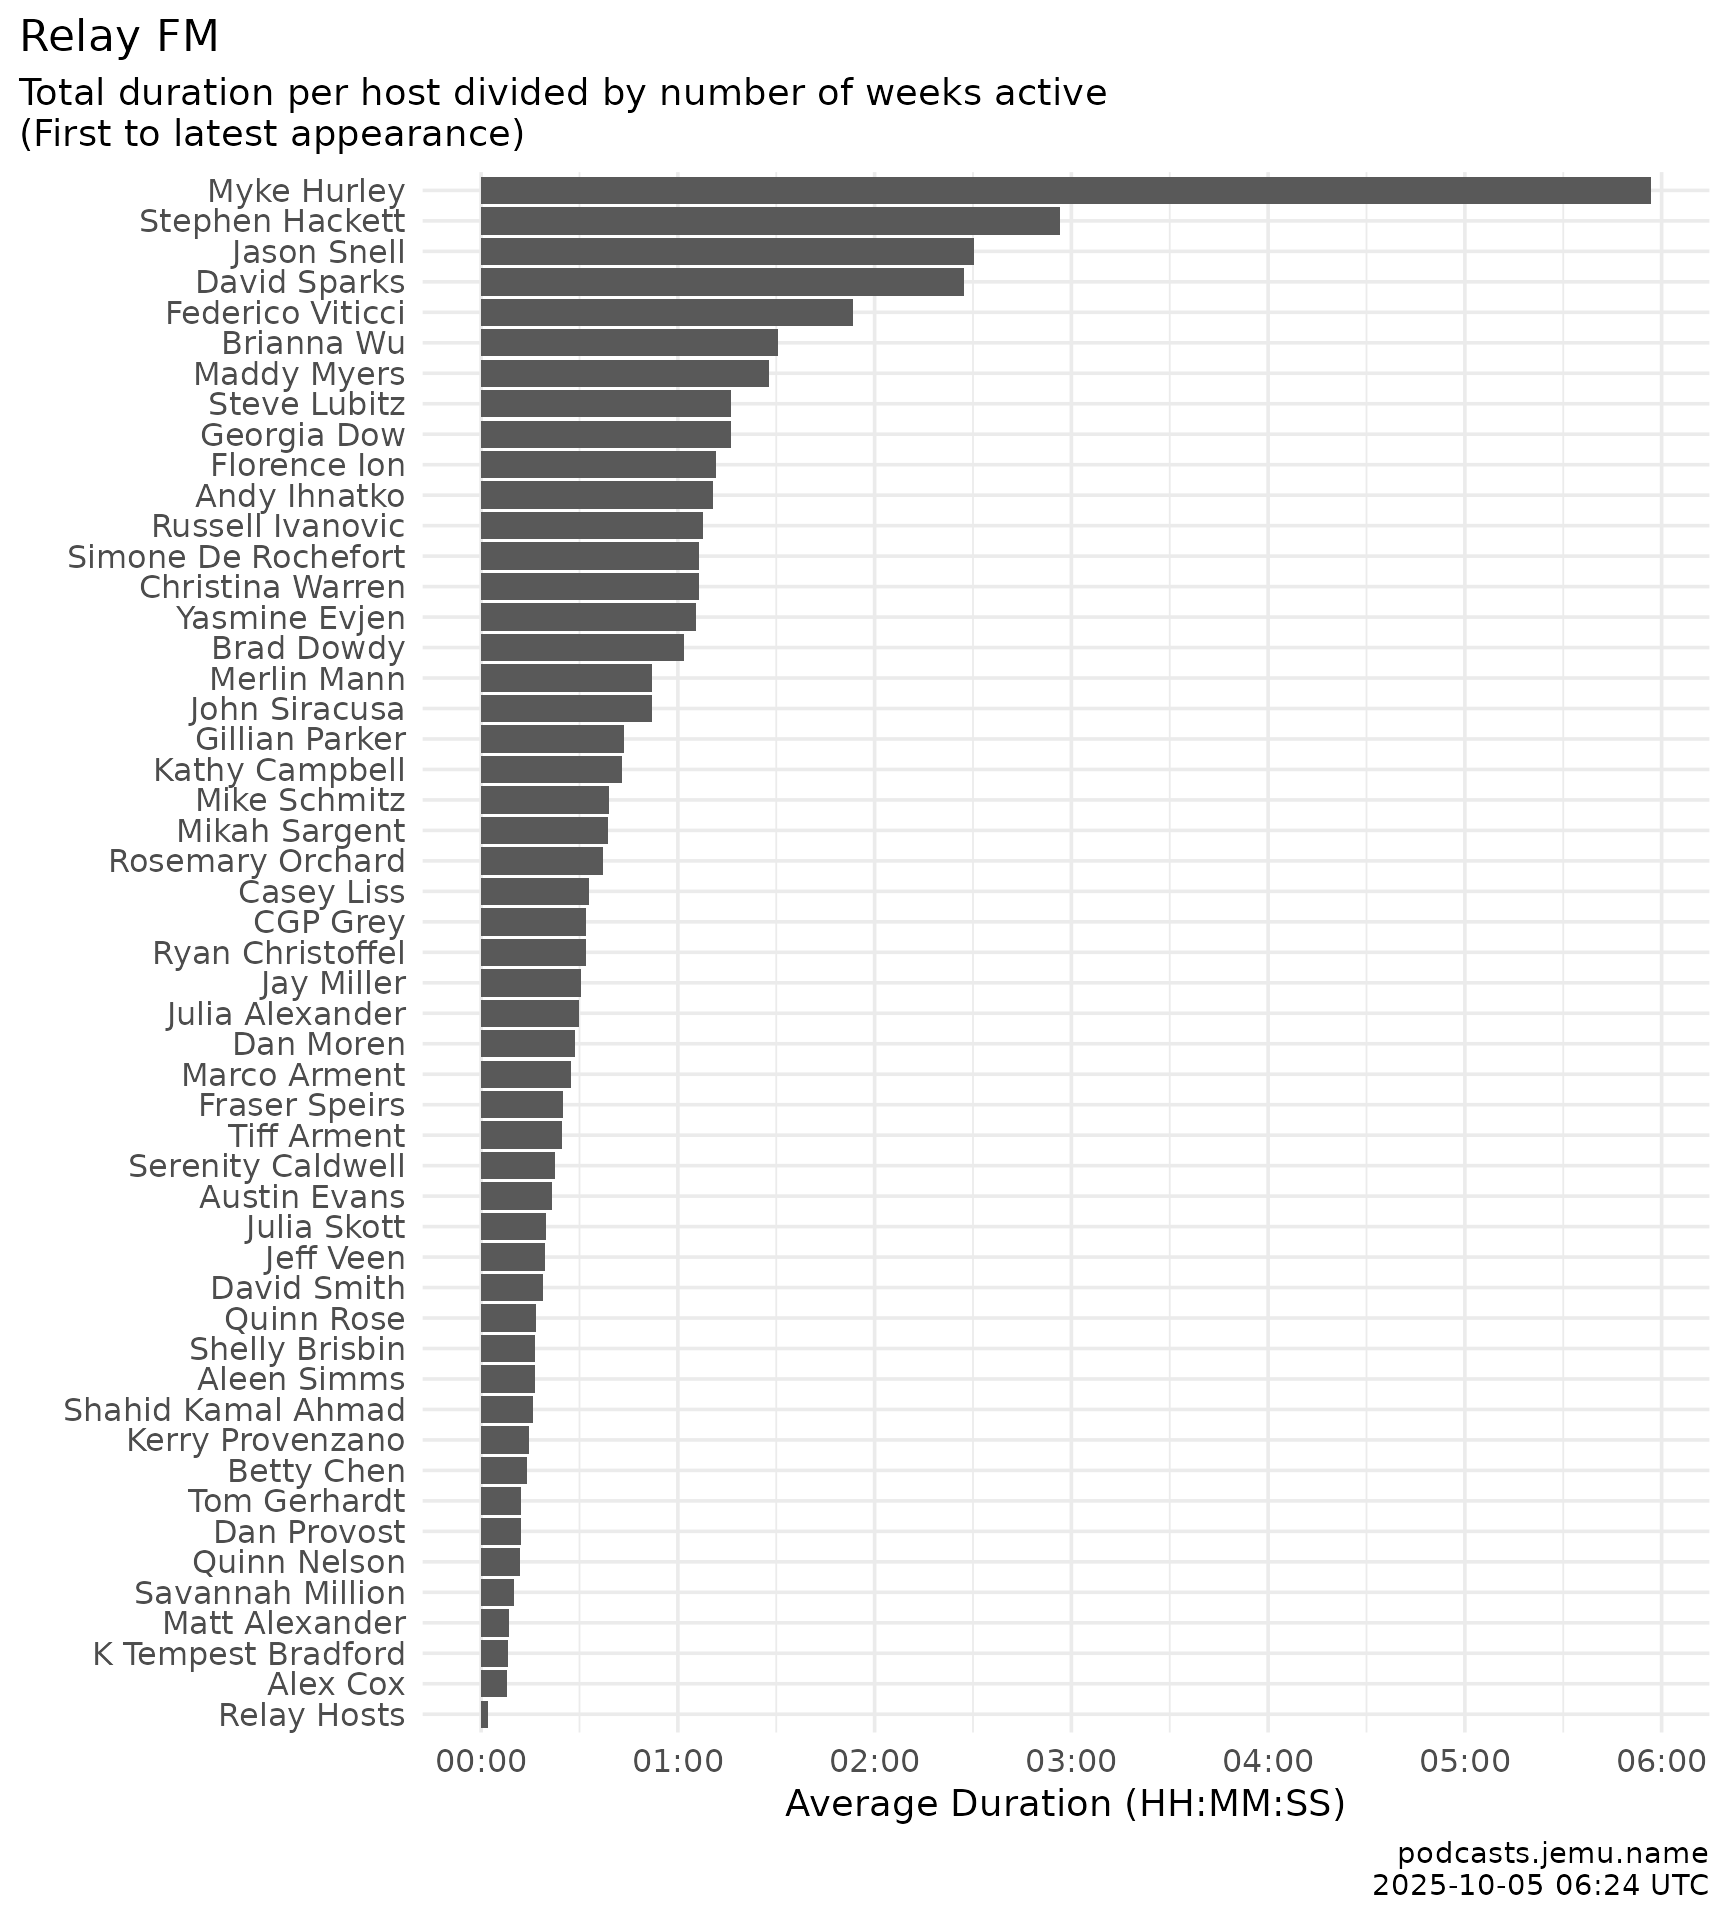 Relay FM
Total duration per host divided by number of weeks active
(First to latest appearance)
Myke Hurley
Stephen Hackett
Jason Snell
David Sparks
Federico Viticci
Brianna Wu
Maddy Myers
Steve Lubitz
Georgia Dow
Florence Ion
Andy Ihnatko
Russell Ivanovic
Simone De Rochefort
Christina Warren
Yasmine Evjen
Brad Dowdy
Merlin Mann
John Siracusa
Gillian Parker
Kathy Campbell
Mike Schmitz
Mikah Sargent
Rosemary Orchard
Casey Liss
CGP Grey
Ryan Christoffel
Jay Miller
Julia Alexander
Dan Moren
Marco Arment
Fraser Speirs
Tiff Arment
Serenity Caldwell
Austin Evans
Julia Skott
Jeff Veen
David Smith
Quinn Rose
Shelly Brisbin
Aleen Simms
Shahid Kamal Ahmad
Kerry Provenzano
Betty Chen
Tom Gerhardt
Dan Provost
Quinn Nelson
Savannah Million
Matt Alexander
K Tempest Bradford
Alex Cox
Relay Hosts
00:00 01:00 02:00 03:00 04:00 05:00 06:00
Average Duration (HH:MM:SS)
podcasts.jemu.name
2025-10-05 06:24 UTC